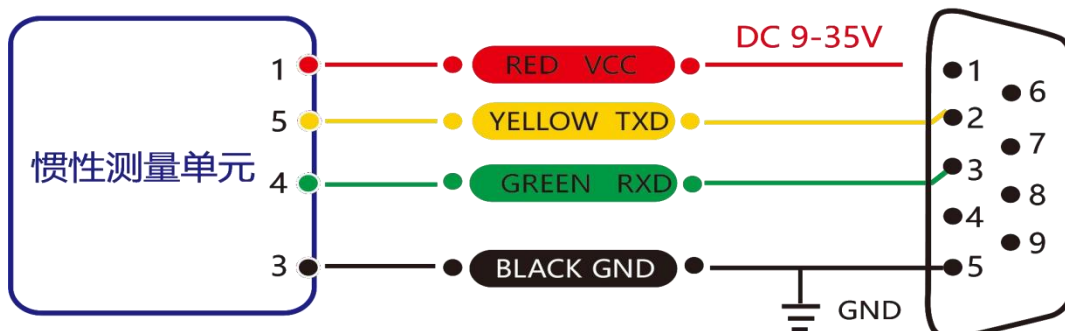 DC 9-35V
1 RED VCC 1
6
5 YELLOW TXD 2
7
惯性测量单元
4 GREEN RXD 3
8
4
9
3 BLACK GND 5
GND